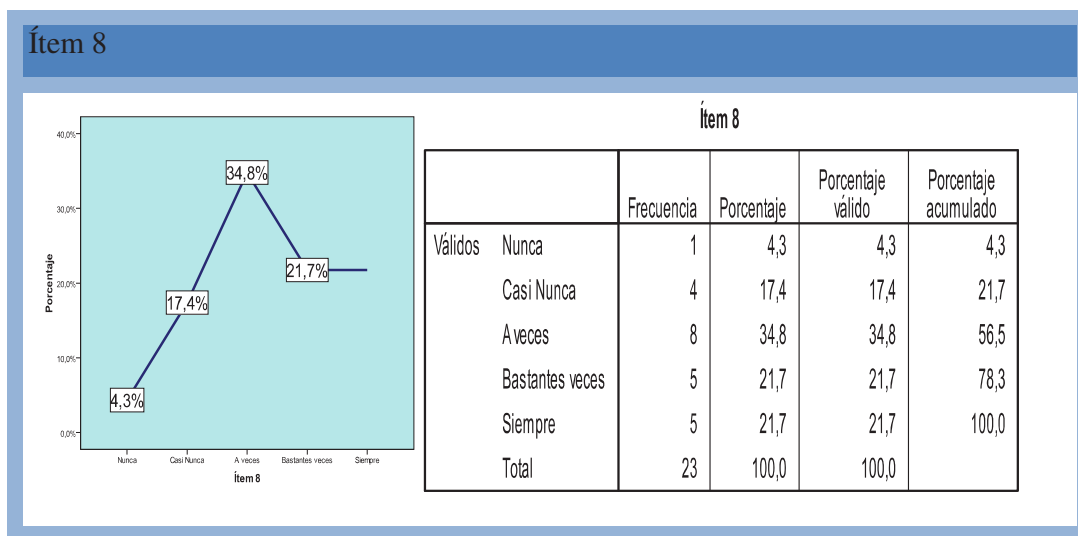 Ítem 8
40,0%
30,0%
20,0%
10,0%
0,0%
Porcentaje
34,8%
21,7%
17,4%
4,3%
Nunca Casi Nunca A veces Bastantes veces Siempre
Ítem 8
Ítem 8
Frecuencia Porcentaje Porcentaje válido Porcentaje acumulado
Válidos Nunca 1 4,3 4,3 4,3
Casi Nunca 4 17,4 17,4 21,7
A veces 8 34,8 34,8 56,5
Bastantes veces 5 21,7 21,7 78,3
Siempre 5 21,7 21,7 100,0
Total 23 100,0 100,0